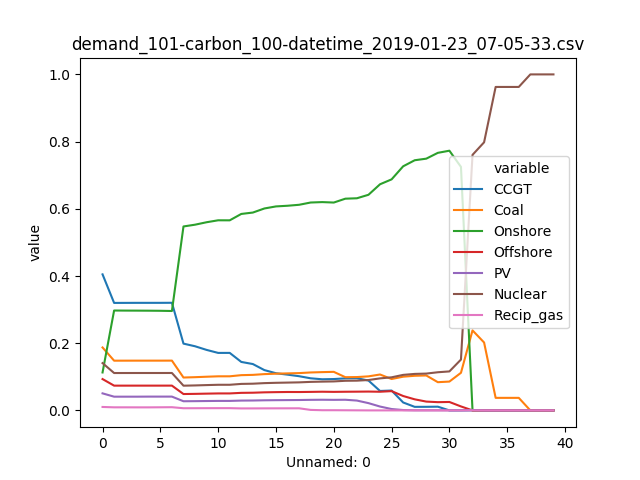 demand_101-carbon_100-datetime_2019-01-23_07-05-33.csv
1.0
0.8
0.6
0.4
0.2
0.0
value
variable
CCGT
Coal
Onshore
Offshore
PV
Nuclear
Recip_gas
0 5 10 15 20 25 30 35 40
Unnamed: 0